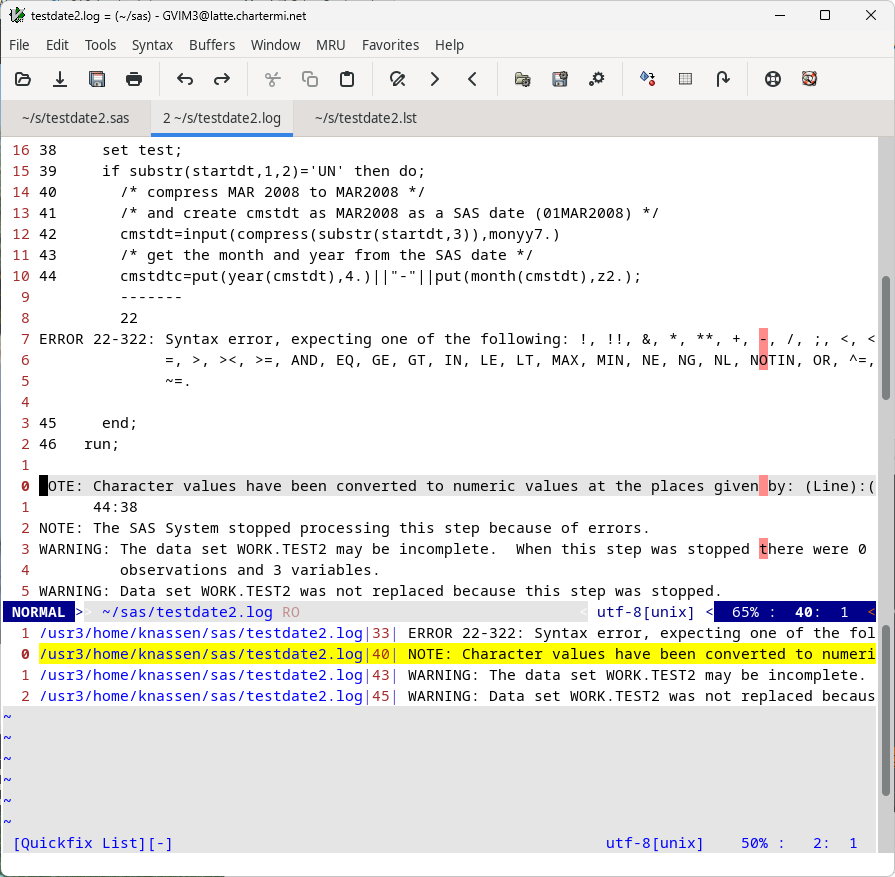 testdate2.log = (~/sas) - GVIM3@latte.chartermi.net
File Edit Tools Syntax Buffers Window MRU Favorites Help
~/s/testdate2.sas 2 ~/s/testdate2.log ~/s/testdate2.lst
16 38     set test;
15 39     if substr(startdt,1,2)='UN' then do;
14 40       /* compress MAR 2008 to MAR2008 */
13 41       /* and create cmstdt as MAR2008 as a SAS date (01MAR2008) */
12 42       cmstdt=input(compress(substr(startdt,3)),monyy7.)
11 43       /* get the month and year from the SAS date */
10 44       cmstdtc=put(year(cmstdt),4.)||"-"||put(month(cmstdt),z2.);
9          -------
8          22
7 ERROR 22-322: Syntax error, expecting one of the following: !, !!, &, *, **, +, -, /, ;, <, <
6               =, >, ><, >=, AND, EQ, GE, GT, IN, LE, LT, MAX, MIN, NE, NG, NL, NOTIN, OR, ^=,
5               ~=.
4
3 45     end;
2 46   run;
1
0 OTE: Character values have been converted to numeric values at the places given by: (Line):(
1       44:38
2 NOTE: The SAS System stopped processing this step because of errors.
3 WARNING: The data set WORK.TEST2 may be incomplete.  When this step was stopped there were 0
4          observations and 3 variables.
5 WARNING: Data set WORK.TEST2 was not replaced because this step was stopped.
NORMAL >> ~/sas/testdate2.log RO < utf-8[unix] < 65% : 40: 1 <
1 /usr3/home/knassen/sas/testdate2.log|33| ERROR 22-322: Syntax error, expecting one of the fol
0 /usr3/home/knassen/sas/testdate2.log|40| NOTE: Character values have been converted to numeri
1 /usr3/home/knassen/sas/testdate2.log|43| WARNING: The data set WORK.TEST2 may be incomplete.
2 /usr3/home/knassen/sas/testdate2.log|45| WARNING: Data set WORK.TEST2 was not replaced becaus
~
~
~
~
~
~
[Quickfix List][-] utf-8[unix] 50% : 2: 1